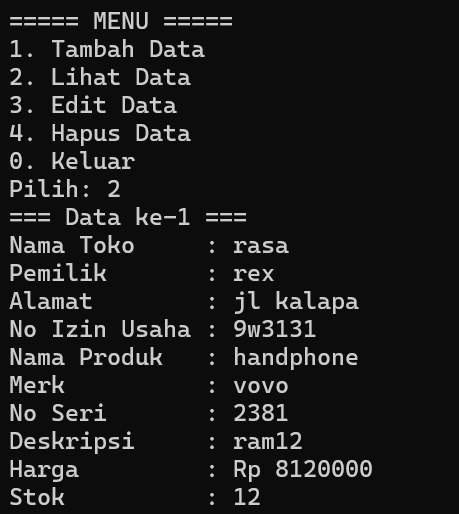 ===== MENU =====
1. Tambah Data
2. Lihat Data
3. Edit Data
4. Hapus Data
0. Keluar
Pilih: 2
=== Data ke-1 ===
Nama Toko     : rasa
Pemilik       : rex
Alamat        : jl kalapa
No Izin Usaha : 9w3131
Nama Produk   : handphone
Merk          : vovo
No Seri       : 2381
Deskripsi     : ram12
Harga         : Rp 8120000
Stok          : 12